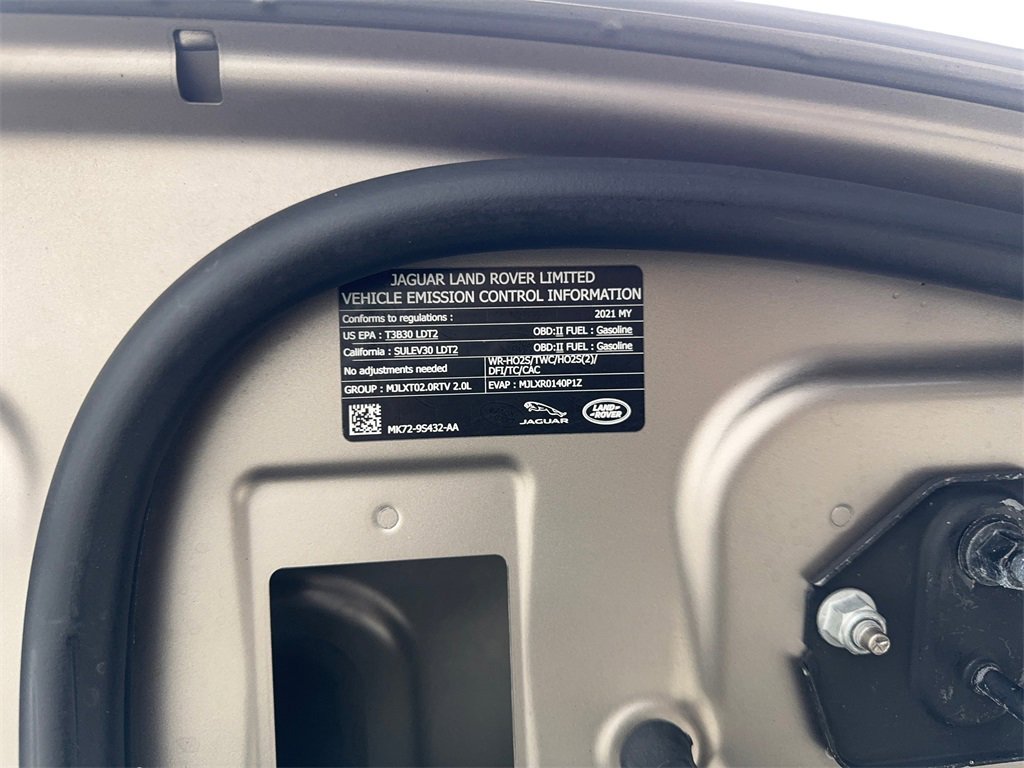 JAGUAR LAND ROVER LIMITED
VEHICLE EMISSION CONTROL INFORMATION
Conforms to regulations : 2021 MY
US EPA : T3B30 LDT2 OBD:II FUEL : Gasoline
California : SULEV30 LDT2 OBD:II FUEL : Gasoline
No adjustments needed WR-HO2S/TWC/HO2S(2)/
DFI/TC/CAC
GROUP : MJLXT02.0RTV 2.0L EVAP : MJLXR0140P1Z
MK72-9S432-AA JAGUAR LAND ROVER